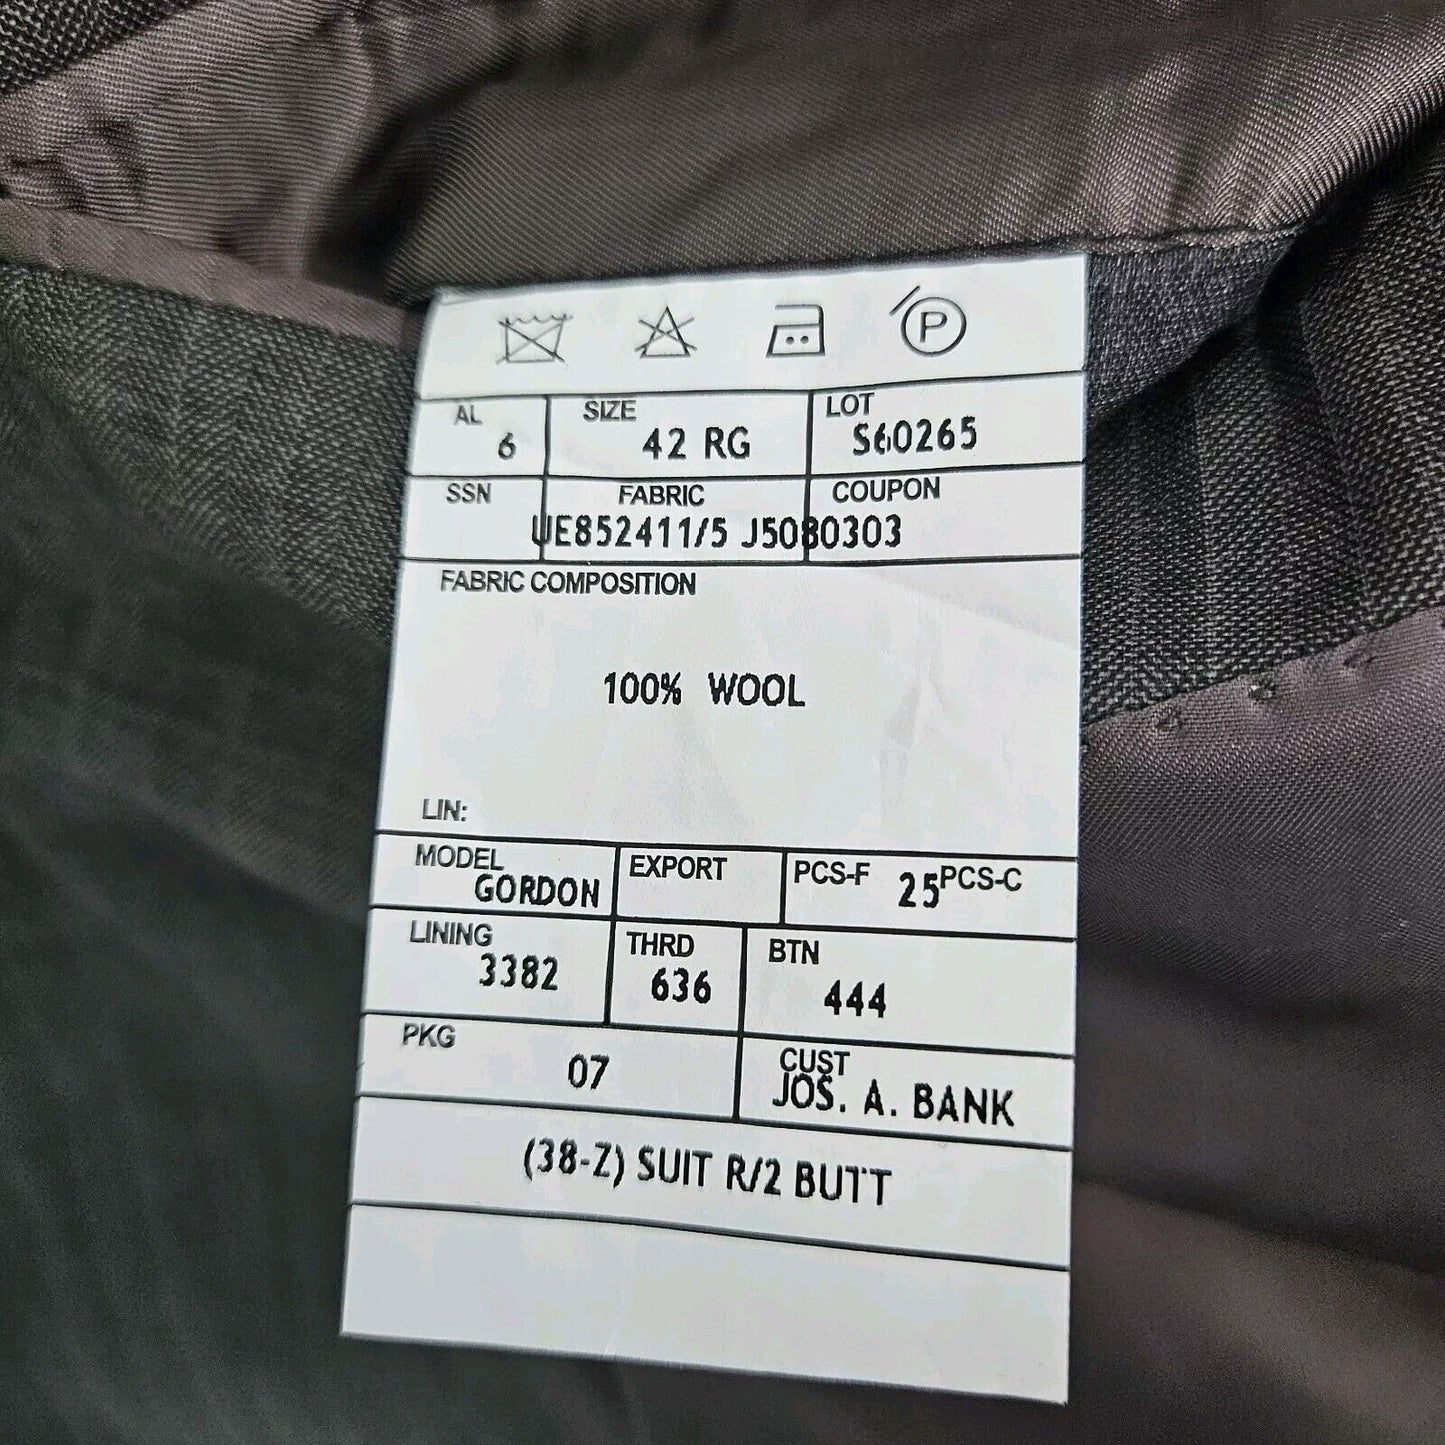 P
AL SIZE LOT
6 42 RG S60265
SSN FABRIC COUPON
UE852411/5 J5080303
FABRIC COMPOSITION
100% WOOL
LIN:
MODEL EXPORT PCS-F 25 PCS-C
GORDON
LINING THRD BTN
3382 636 444
PKG CUST
07 JOS. A. BANK
(38-Z) SUIT R/2 BUTT